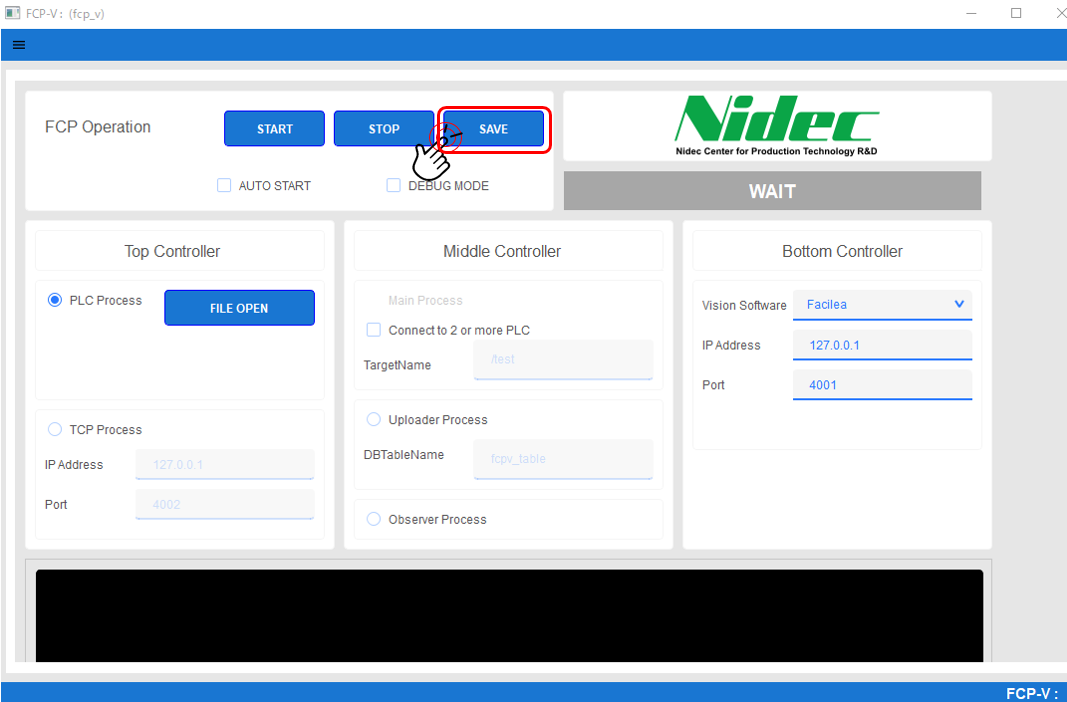 FCP-V : (fcp_v)
FCP Operation
START
STOP
SAVE
AUTO START
DEBUG MODE
Nidec
Nidec Center for Production Technology R&D
WAIT
Top Controller
PLC Process
FILE OPEN
TCP Process
IP Address
127.0.0.1
Port
4002
Middle Controller
Main Process
Connect to 2 or more PLC
TargetName
/test
Uploader Process
DBTableName
fcpv_table
Observer Process
Bottom Controller
Vision Software
Facilea
IP Address
127.0.0.1
Port
4001
FCP-V :